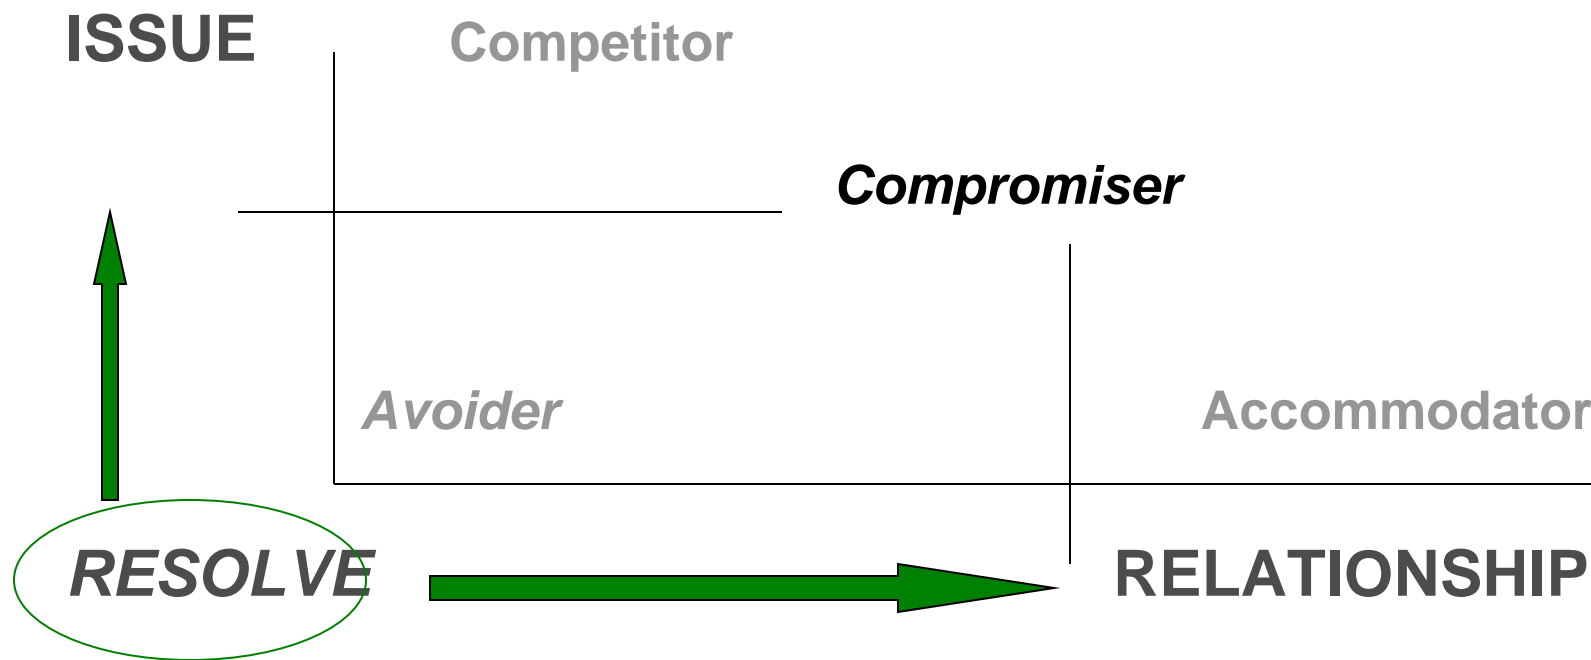 ISSUE
Competitor
Compromiser
Avoider
Accommodator
RESOLVE
RELATIONSHIP